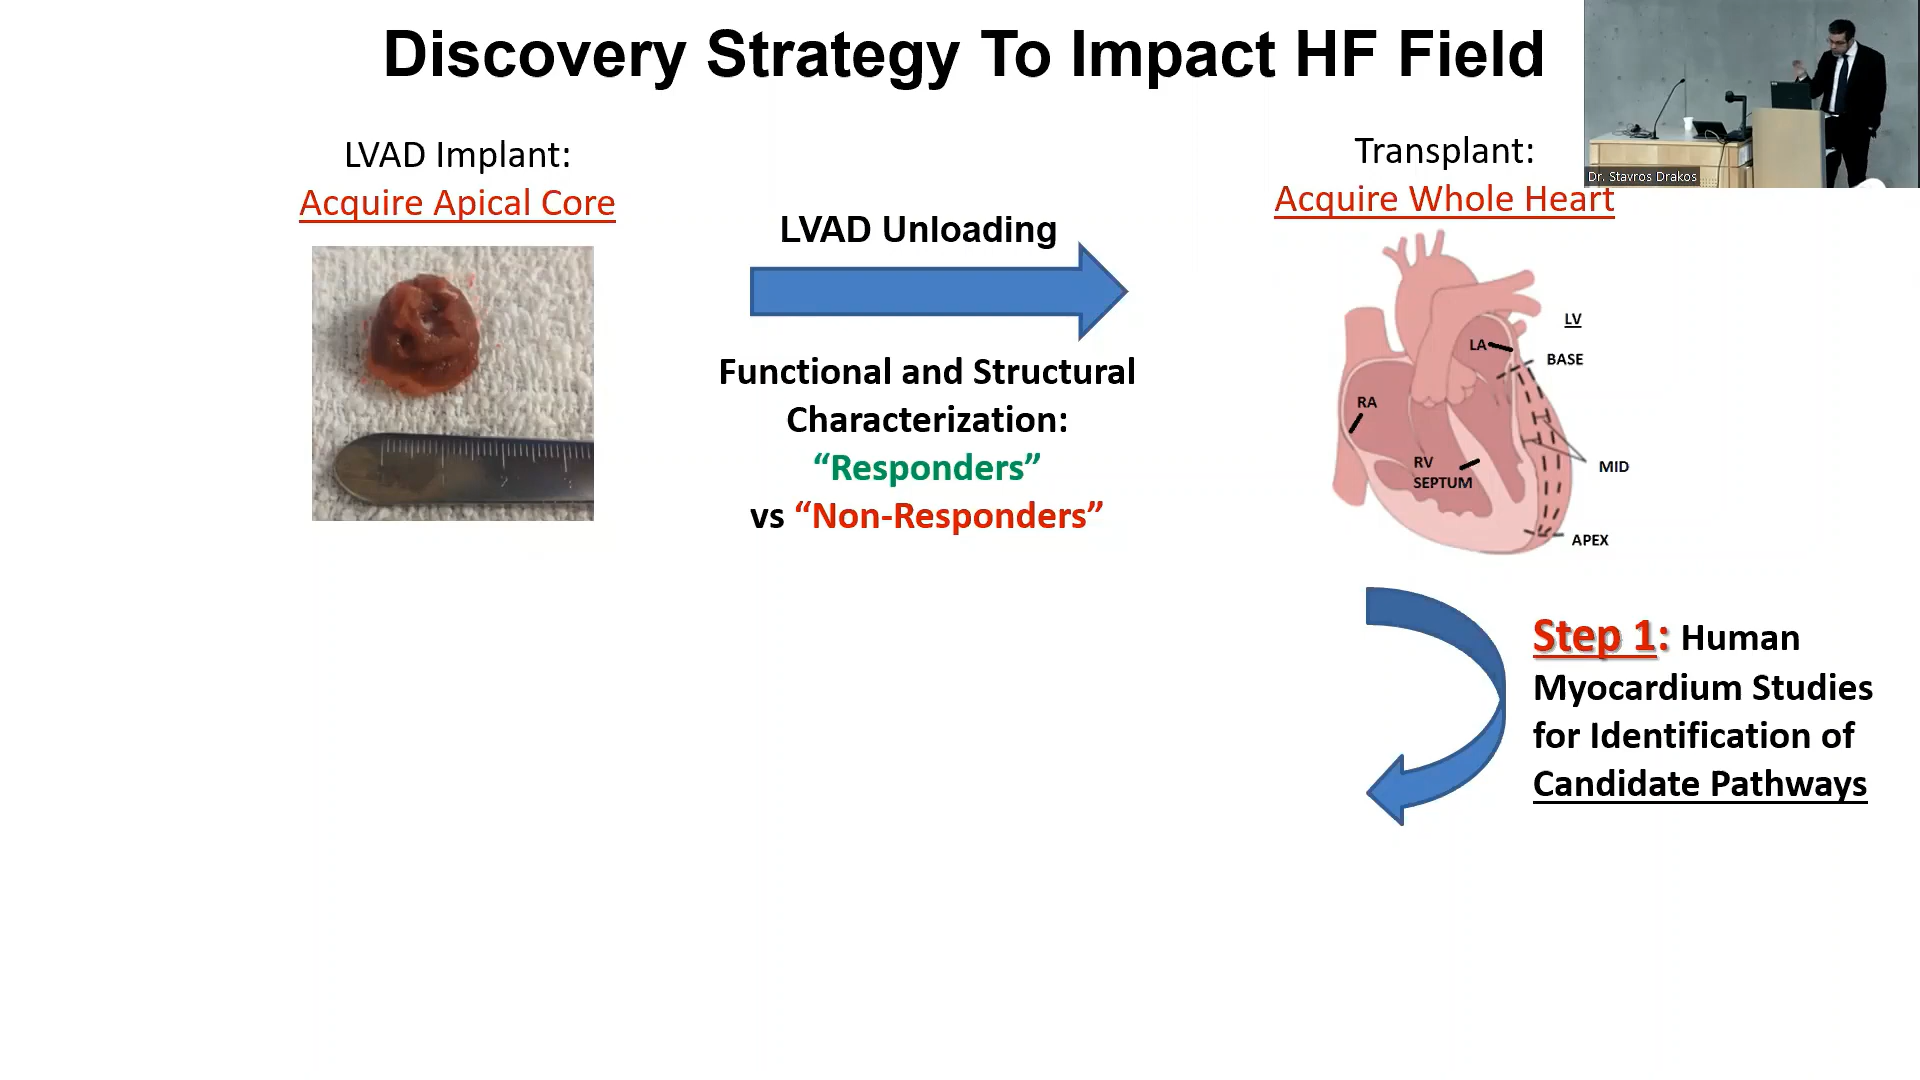 Discovery Strategy To Impact HF Field
Dr. Stavros Drakos
LVAD Implant:
Acquire Apical Core
LVAD Unloading
Functional and Structural
Characterization:
“Responders”
vs “Non-Responders”
Transplant:
Acquire Whole Heart
LV
LA
BASE
RA
RV
SEPTUM
MID
APEX
Step 1: Human
Myocardium Studies
for Identification of
Candidate Pathways